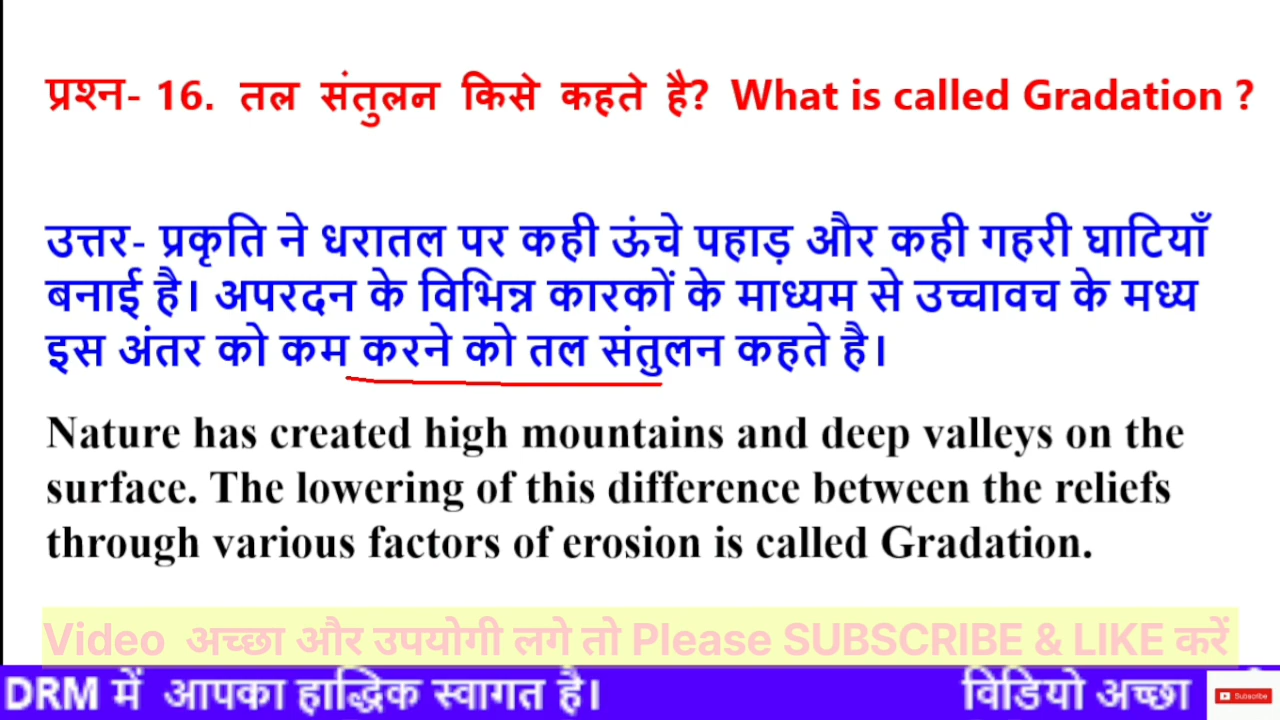 प्रश्न- 16. तल संतुलन किसे कहते है? What is called Gradation ?
उत्तर- प्रकृति ने धरातल पर कही ऊंचे पहाड़ और कही गहरी घाटियाँ
बनाई है। अपरदन के विभिन्न कारकों के माध्यम से उच्चावच के मध्य
इस अंतर को कम करने को तल संतुलन कहते है।
Nature has created high mountains and deep valleys on the
surface. The lowering of this difference between the reliefs
through various factors of erosion is called Gradation.
Video अच्छा और उपयोगी लगे तो Please SUBSCRIBE & LIKE करें
DRM में आपका हाद्धिक स्वागत है। विडियो अच्छा
Subscribe